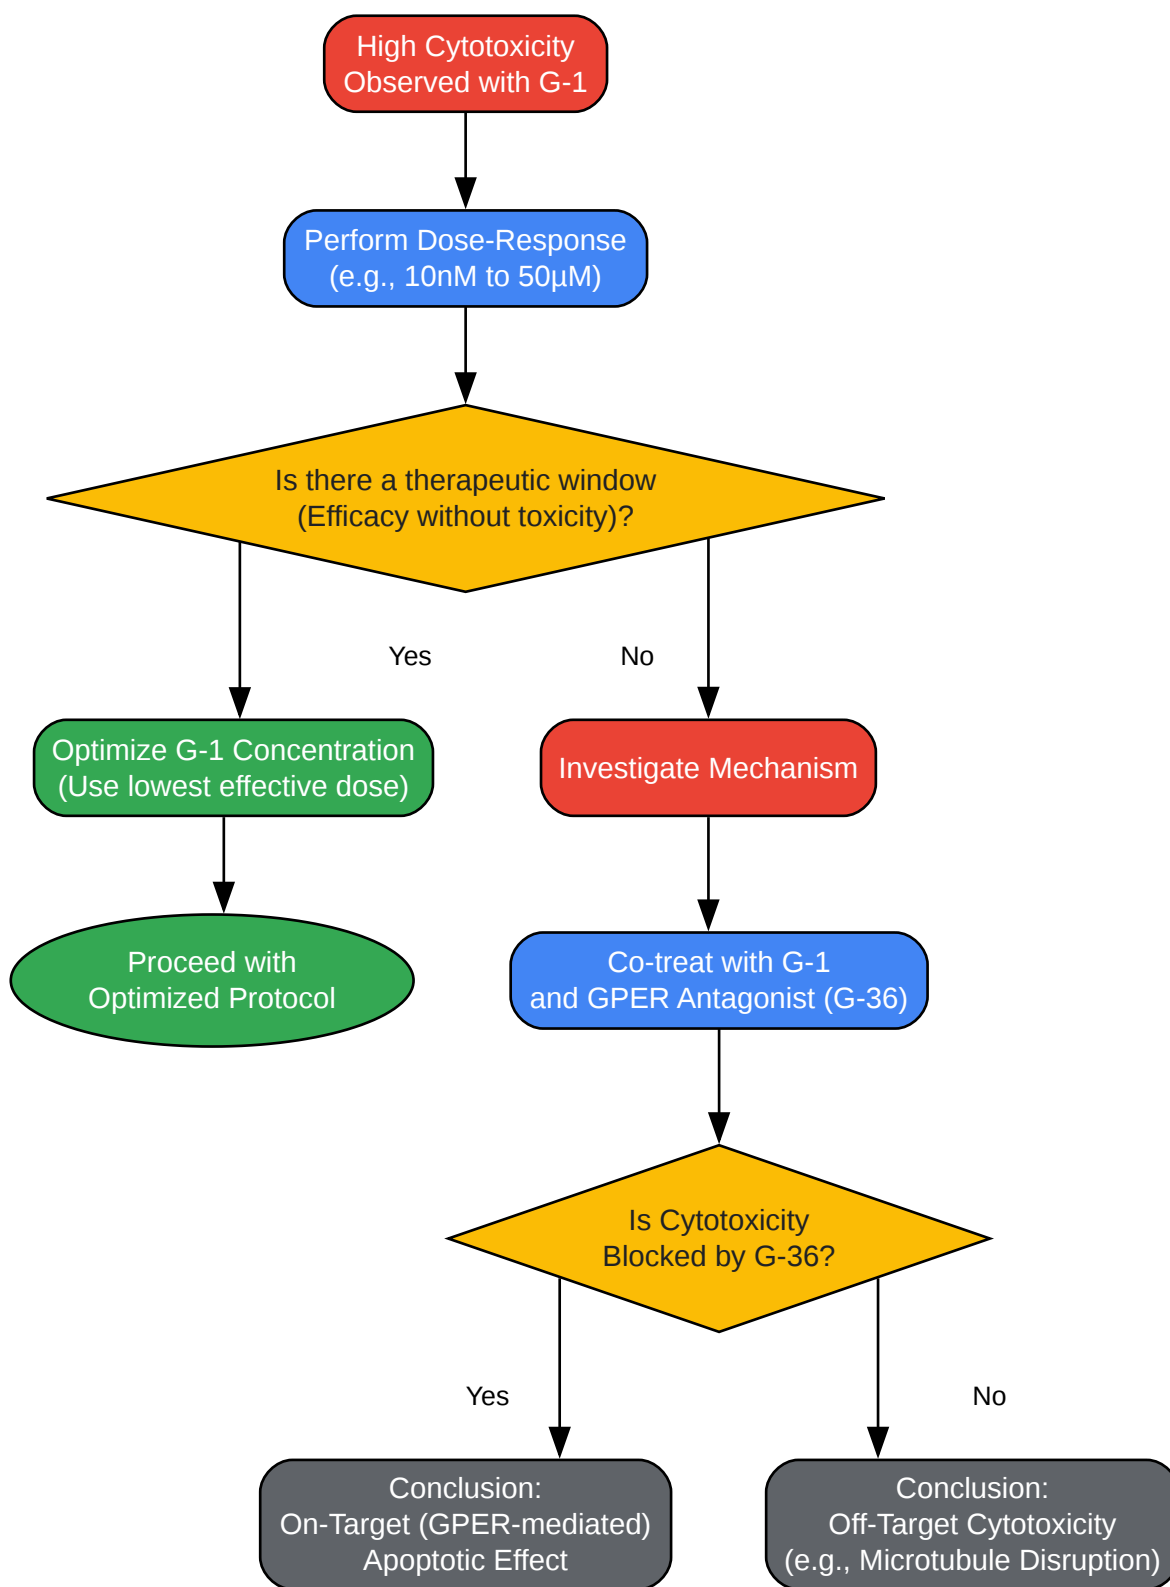 High Cytotoxicity
Observed with G-1
Perform Dose-Response
(e.g., 10nM to 50µM)
Is there a therapeutic window
(Efficacy without toxicity)?
Yes
No
Optimize G-1 Concentration
(Use lowest effective dose)
Investigate Mechanism
Proceed with
Optimized Protocol
Co-treat with G-1
and GPER Antagonist (G-36)
Is Cytotoxicity
Blocked by G-36?
Yes
No
Conclusion:
On-Target (GPER-mediated)
Apoptotic Effect
Conclusion:
Off-Target Cytotoxicity
(e.g., Microtubule Disruption)